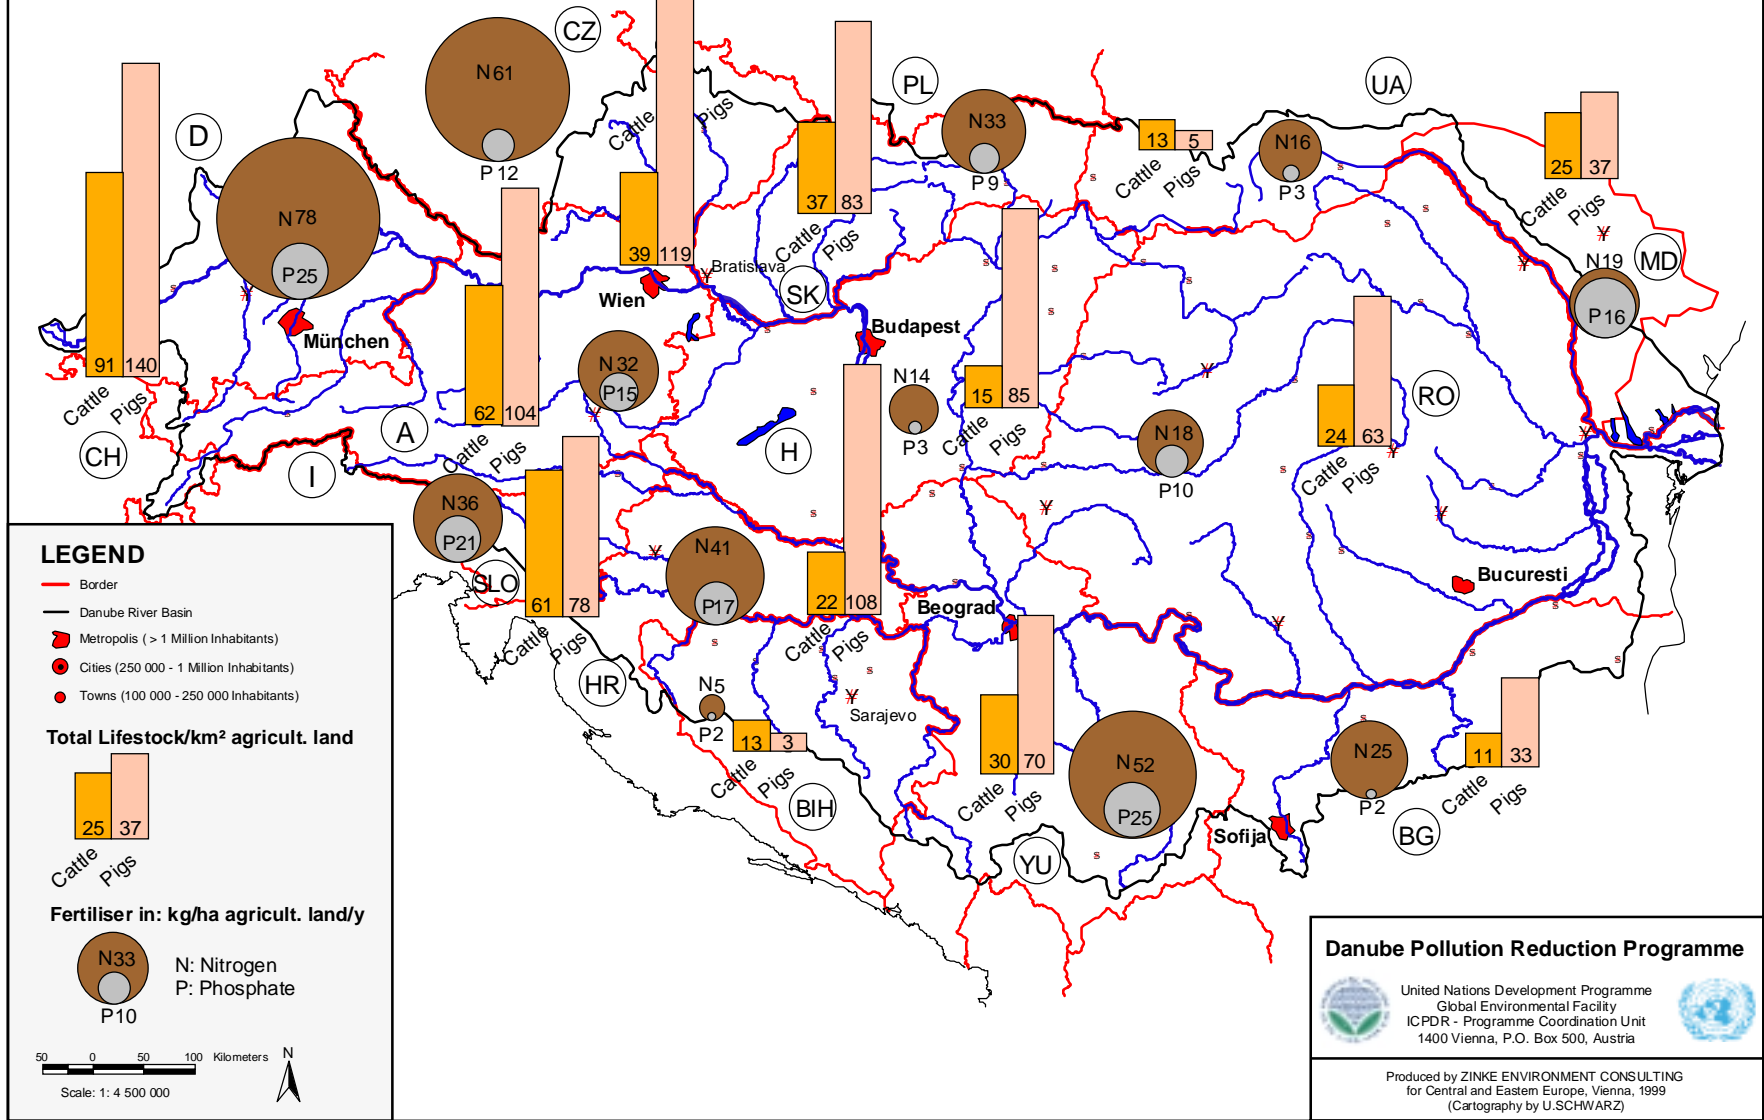 CZ
N 61
P 12
Cattle
Pigs
39
119
PL
37
83
Cattle
Pigs
N33
P9
UA
13
5
Cattle
Pigs
N16
P3
25
37
Cattle
Pigs
¥
MD
N19
P16
D
N 78
P25
¥
München
91
140
Cattle
Pigs
CH
62
104
Cattle
Pigs
A
I
Wien
¥
Bratislava
SK
Budapest
N32
P15
¥
H
N14
P3
15
85
Cattle
Pigs
N18
P10
¥
¥
24
63
Cattle
Pigs
¥
RO
¥
¥
¥
Bucuresti
N36
P21
SLO
61
78
Cattle
Pigs
¥
N41
P17
22
108
Cattle
Pigs
Beograd
¥
HR
N5
P2
13
3
Cattle
Pigs
BIH
¥
Sarajevo
30
70
Cattle
Pigs
N 52
P25
YU
Sofija
N25
P2
BG
11
33
Cattle
Pigs
LEGEND
Border
Danube River Basin
Metropolis ( > 1 Million Inhabitants)
Cities (250 000 - 1 Million Inhabitants)
Towns (100 000 - 250 000 Inhabitants)
Total Lifestock/km² agricult. land
25
37
Cattle
Pigs
Fertiliser in: kg/ha agricult. land/y
N33
P10
N: Nitrogen
P: Phosphate
50 0 50 100 Kilometers
N
Scale: 1: 4 500 000
Danube Pollution Reduction Programme
United Nations Development Programme
Global Environmental Facility
ICPDR - Programme Coordination Unit
1400 Vienna, P.O. Box 500, Austria
Produced by ZINKE ENVIRONMENT CONSULTING
for Central and Eastern Europe, Vienna, 1999
(Cartography by U.SCHWARZ)